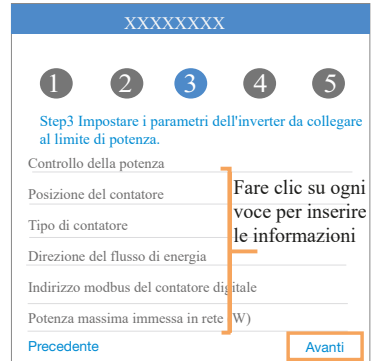 XXXXXXXX
1 2 3 4 5
Step3 Impostare i parametri dell'inverter da collegare
al limite di potenza.
Controllo della potenza
Posizione del contatore
Tipo di contatore
Direzione del flusso di energia
Indirizzo modbus del contatore digitale
Potenza massima immessa in rete (W)
Fare clic su ogni
voce per inserire
le informazioni
Precedente Avanti